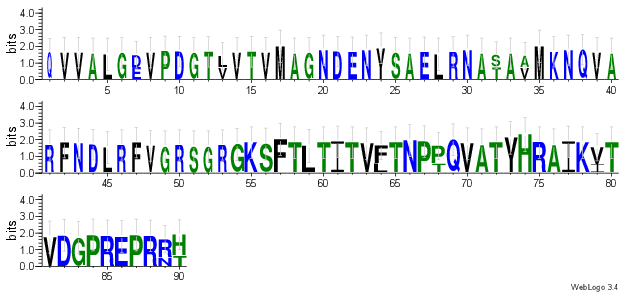 4.0
3.0
2.0
1.0
0.0
bits
QVVALGDVPDGTLVTVMAGNDENYSAELRNASAAMKNQVA
E V T V
5 10 15 20 25 30 35 40
4.0
3.0
2.0
1.0
0.0
bits
RFNDLRFVGRSGRGKSFTLTITVFTNPPQVATYHRAIKVT
45 50 55 60 65 70 75 80
4.0
3.0
2.0
1.0
0.0
bits
VDGPREPRRH
N T
85 90
WebLogo 3.4